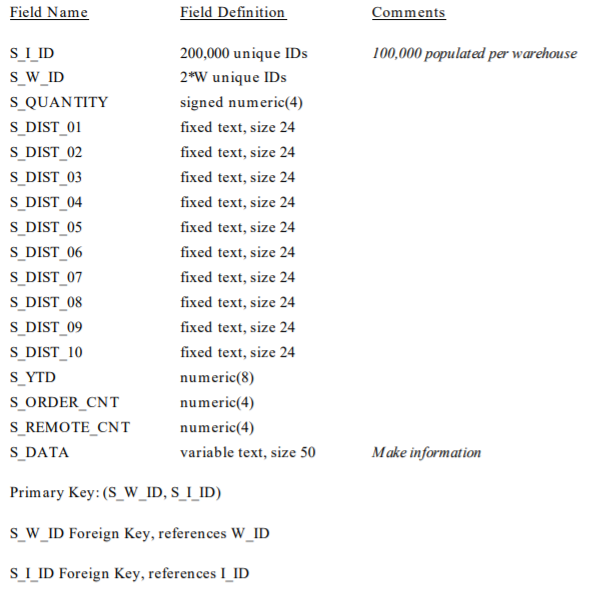 Field Name Field Definition Comments
S_I_ID 200,000 unique IDs 100,000 populated per warehouse
S_W_ID 2*W unique IDs
S_QUANTITY signed numeric(4)
S_DIST_01 fixed text, size 24
S_DIST_02 fixed text, size 24
S_DIST_03 fixed text, size 24
S_DIST_04 fixed text, size 24
S_DIST_05 fixed text, size 24
S_DIST_06 fixed text, size 24
S_DIST_07 fixed text, size 24
S_DIST_08 fixed text, size 24
S_DIST_09 fixed text, size 24
S_DIST_10 fixed text, size 24
S_YTD numeric(8)
S_ORDER_CNT numeric(4)
S_REMOTE_CNT numeric(4)
S_DATA variable text, size 50 Make information
Primary Key: (S_W_ID, S_I_ID)
S_W_ID Foreign Key, references W_ID
S_I_ID Foreign Key, references I_ID